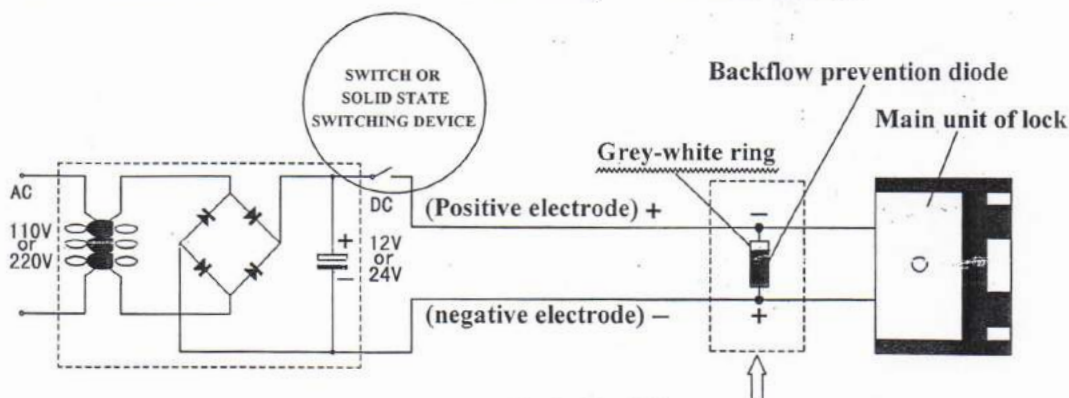 SWITCH OR
SOLID STATE
SWITCHING DEVICE
Backflow prevention diode
Main unit of lock
Grey-white ring
AC
110V
or
220V
DC
12V
or
24V
+
−
(Positive electrode) +
(negative electrode) −
−
+